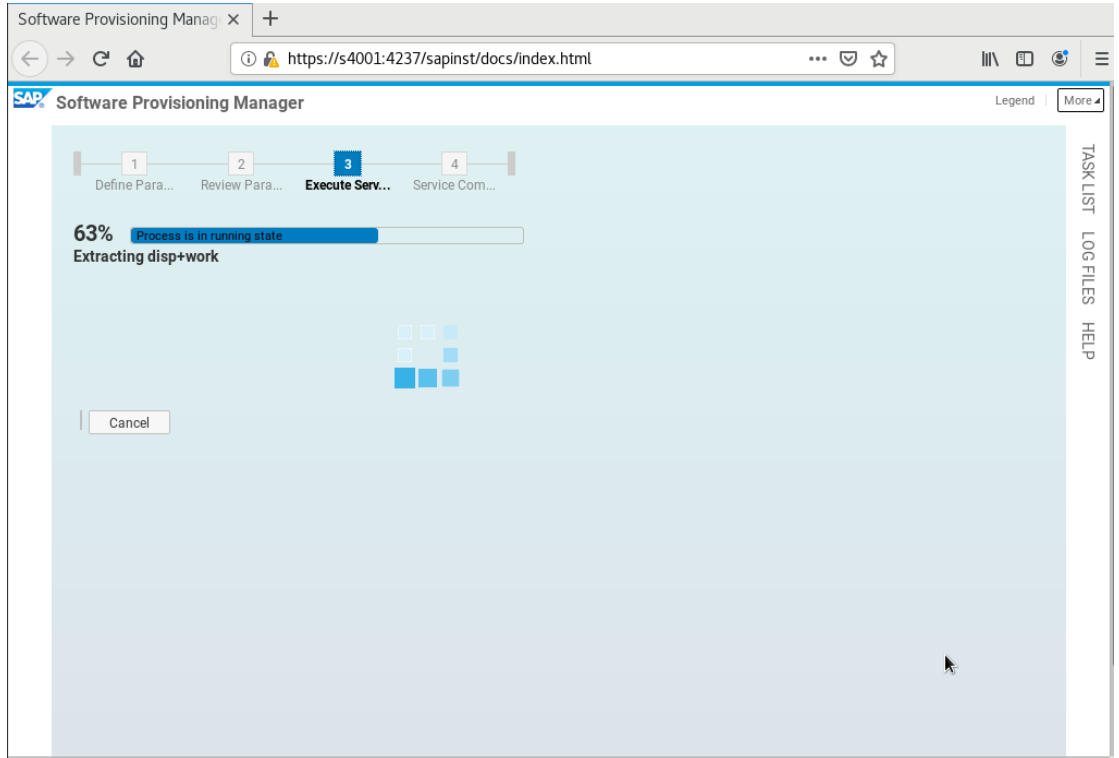 Software Provisioning Manag
https://s4001:4237/sapinst/docs/index.html
SAP Software Provisioning Manager
Legend
More
1
2
3
4
Define Para...
Review Para...
Execute Serv...
Service Com...
63%
Process is in running state
Extracting disp+work
Cancel
TASK LIST
LOG FILES
HELP